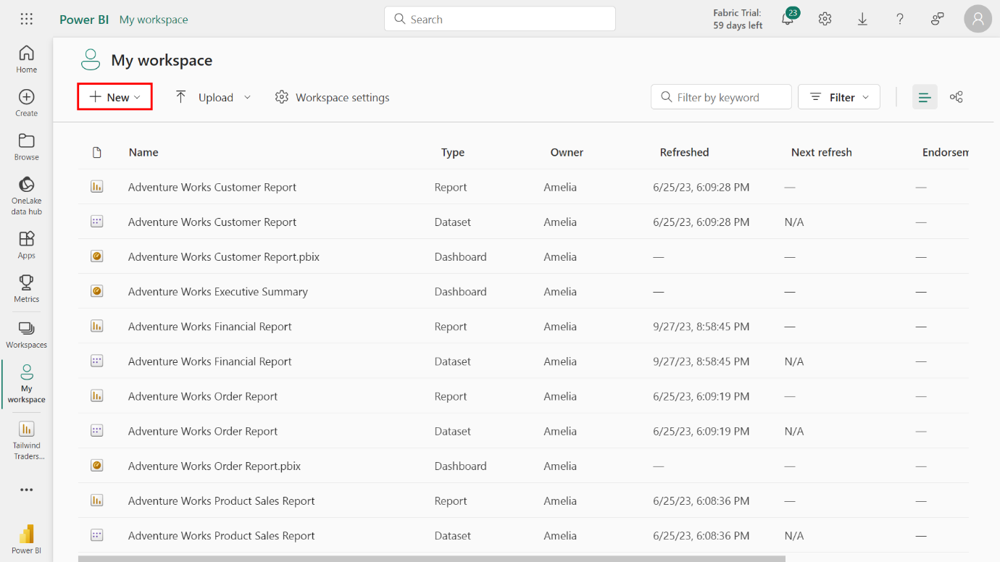 Power BI My workspace
Search
Fabric Trial:
59 days left
23
Home
Create
Browse
OneLake
data hub
Apps
Metrics
Workspaces
My
workspace
Tailwind
Traders...
Power BI
My workspace
New
Upload
Workspace settings
Filter by keyword
Filter
Name Type Owner Refreshed Next refresh Endorsem
Adventure Works Customer Report Report Amelia 6/25/23, 6:09:28 PM — —
Adventure Works Customer Report Dataset Amelia 6/25/23, 6:09:28 PM N/A —
Adventure Works Customer Report.pbix Dashboard Amelia — — —
Adventure Works Executive Summary Dashboard Amelia — — —
Adventure Works Financial Report Report Amelia 9/27/23, 8:58:45 PM — —
Adventure Works Financial Report Dataset Amelia 9/27/23, 8:58:45 PM N/A —
Adventure Works Order Report Report Amelia 6/25/23, 6:09:19 PM — —
Adventure Works Order Report Dataset Amelia 6/25/23, 6:09:19 PM N/A —
Adventure Works Order Report.pbix Dashboard Amelia — — —
Adventure Works Product Sales Report Report Amelia 6/25/23, 6:08:36 PM — —
Adventure Works Product Sales Report Dataset Amelia 6/25/23, 6:08:36 PM N/A —